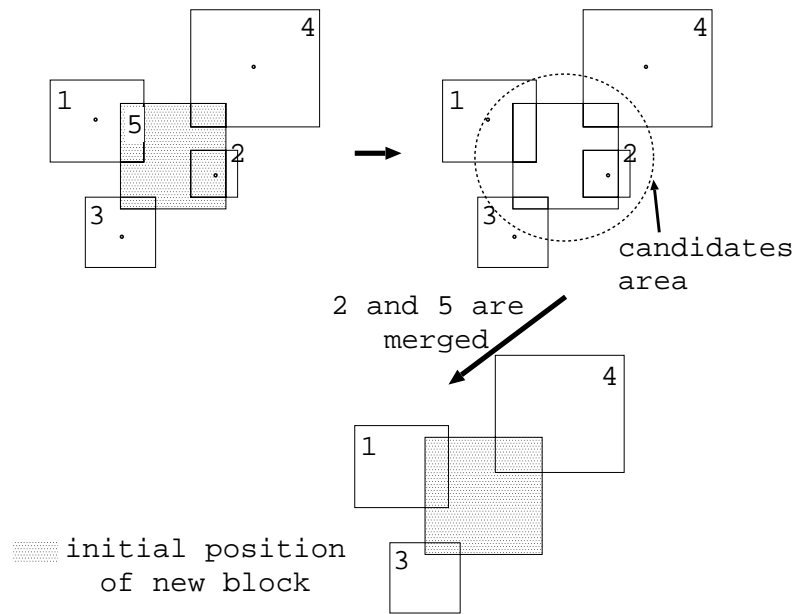 4
1
5
2
3
4
1
2
3
candidates
area
2 and 5 are
merged
4
1
3
initial position
of new block